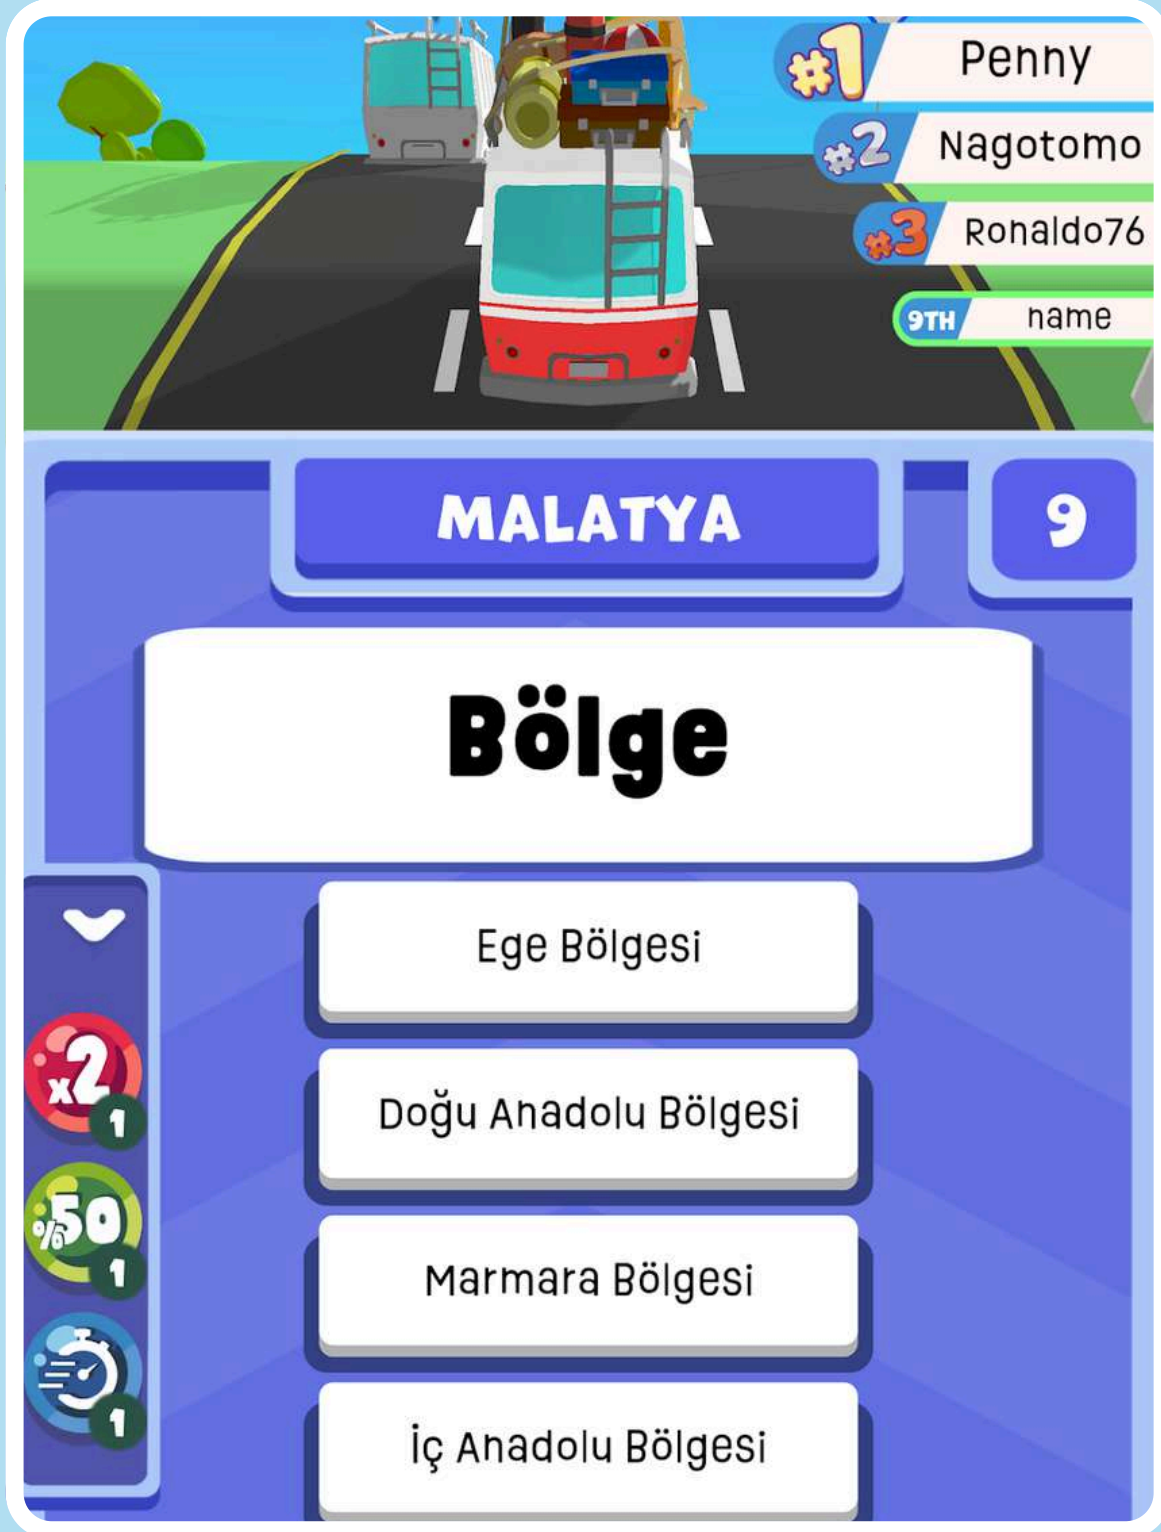 #1 Penny
#2 Nagotomo
#3 Ronaldo76
9TH name
MALATYA
9
Bölge
Ege Bölgesi
Doğu Anadolu Bölgesi
Marmara Bölgesi
İç Anadolu Bölgesi
x2
1
%50
1
1